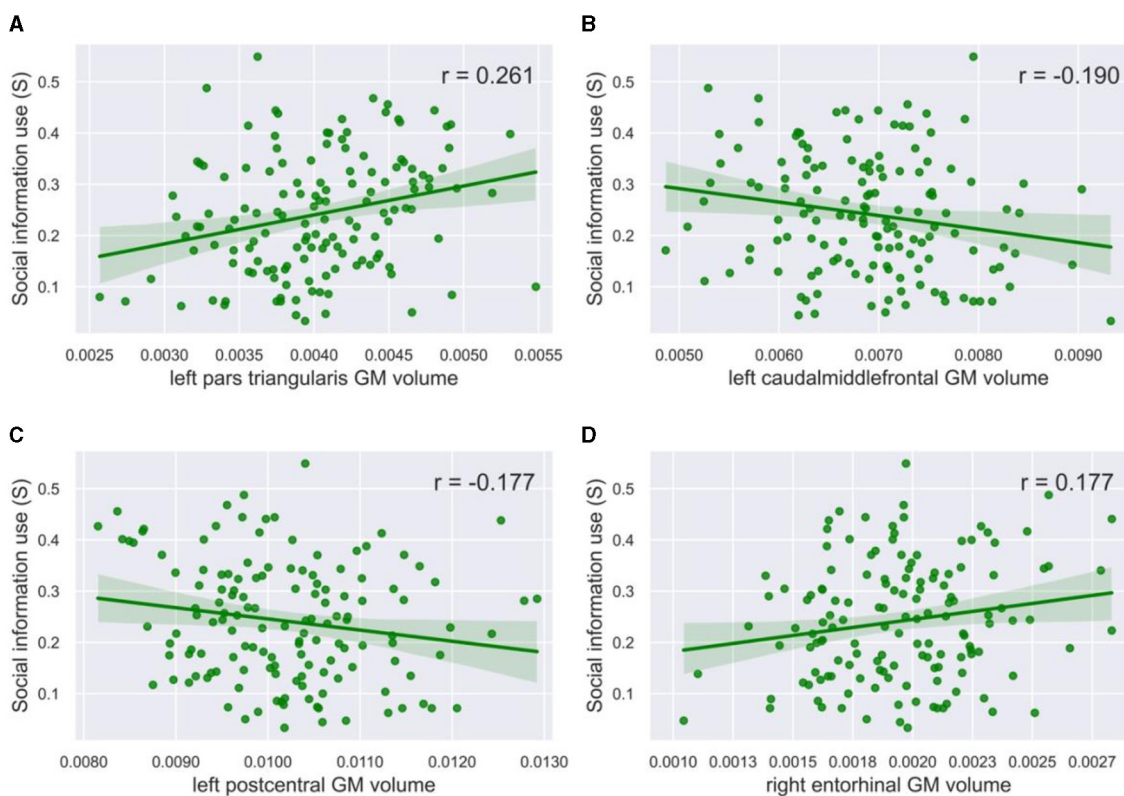 A
Social information use (S)
r = 0.261
0.5
0.4
0.3
0.2
0.1
0.0025 0.0030 0.0035 0.0040 0.0045 0.0050 0.0055
left pars triangularis GM volume
B
Social information use (S)
r = -0.190
0.5
0.4
0.3
0.2
0.1
0.0050 0.0060 0.0070 0.0080 0.0090
left caudalmiddlefrontal GM volume
C
Social information use (S)
r = -0.177
0.5
0.4
0.3
0.2
0.1
0.0080 0.0090 0.0100 0.0110 0.0120 0.0130
left postcentral GM volume
D
Social information use (S)
r = 0.177
0.5
0.4
0.3
0.2
0.1
0.0010 0.0013 0.0015 0.0018 0.0020 0.0023 0.0025 0.0027
right entorhinal GM volume